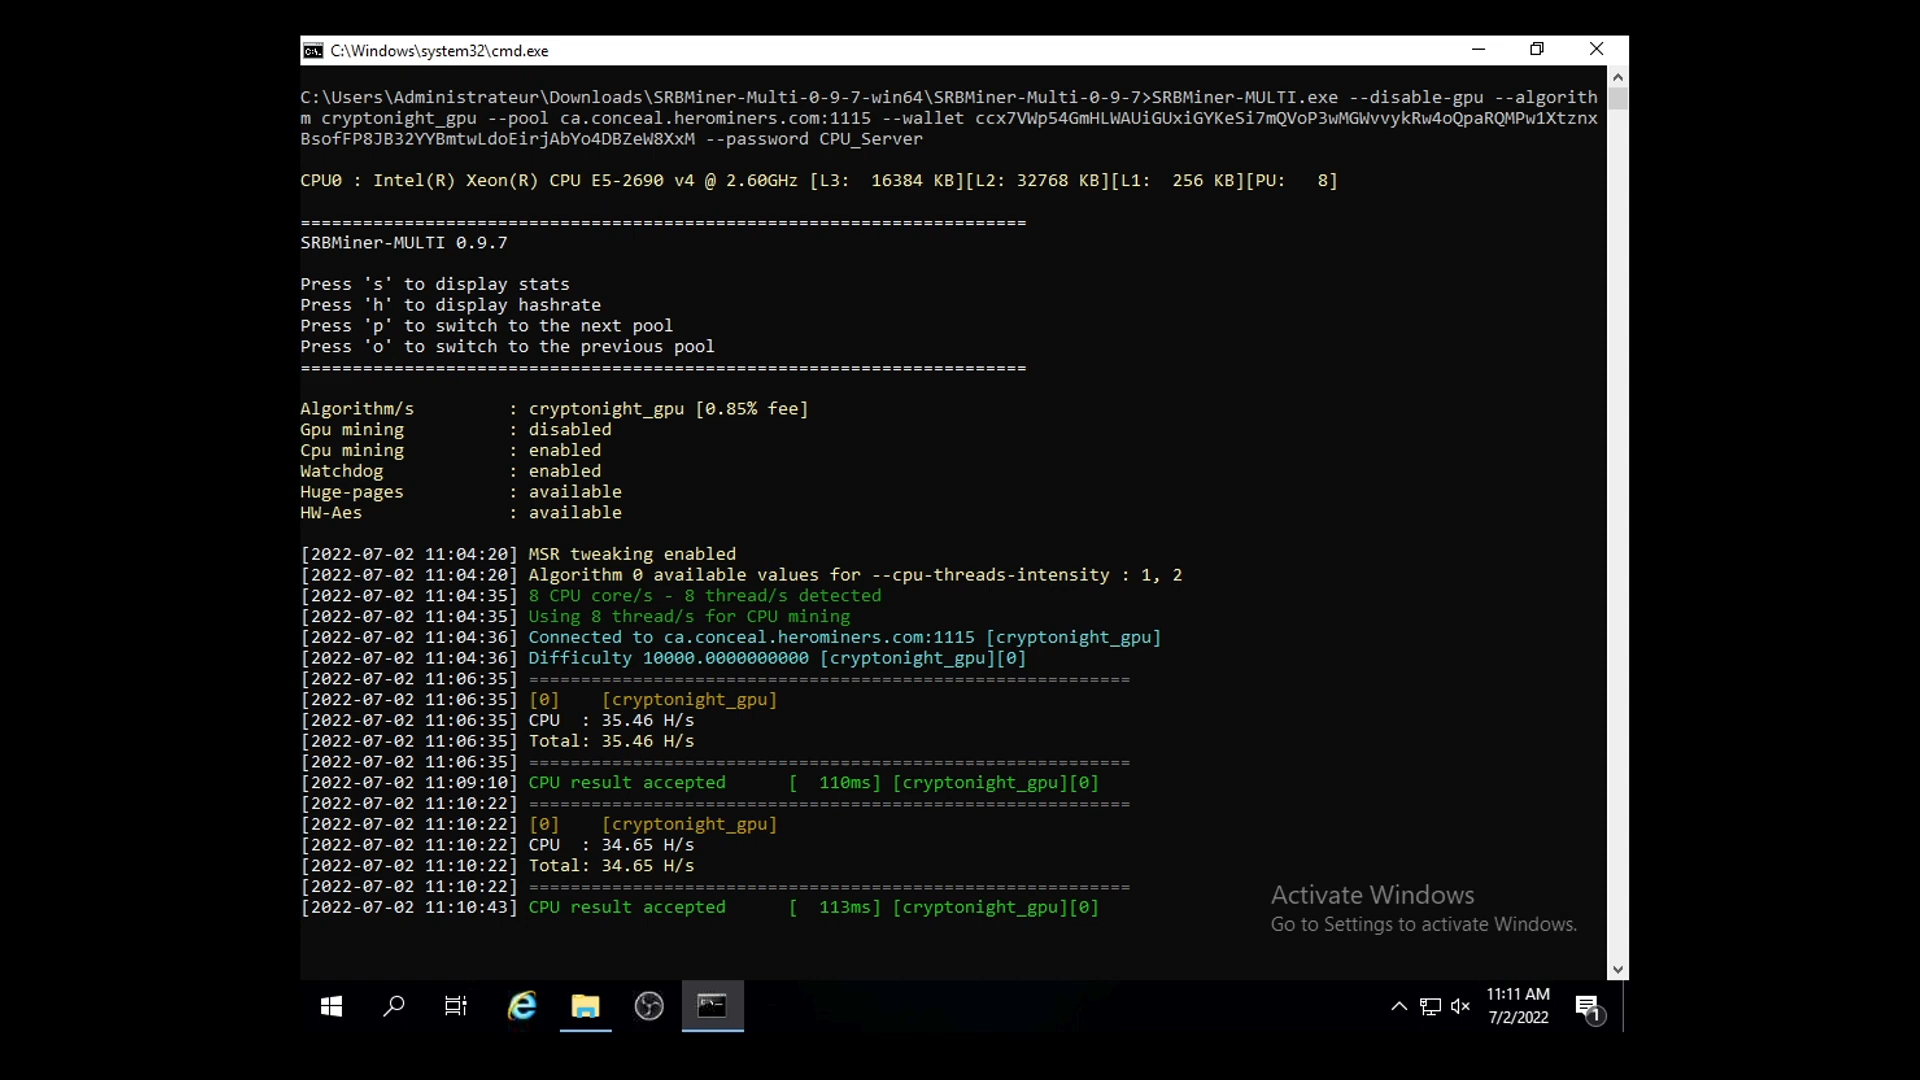 C:\Windows\system32\cmd.exe
C:\Users\Administrateur\Downloads\SRBMiner-Multi-0-9-7-win64\SRBMiner-Multi-0-9-7>SRBMiner-MULTI.exe --disable-gpu --algorith
m cryptonight_gpu --pool ca.conceal.herominers.com:1115 --wallet ccx7VWp54GmHLWAUiGUxiGYKeSi7mQVoP3wMGWvvykRw4oQpaRQMPw1Xtznx
BsofFP8JB32YYBmtwLdoEirjAbYo4DBZeW8XxM --password CPU_Server
CPU0 : Intel(R) Xeon(R) CPU E5-2690 v4 @ 2.60GHz [L3:  16384 KB][L2: 32768 KB][L1:  256 KB][PU:   8]
======================================================================
SRBMiner-MULTI 0.9.7
Press 's' to display stats
Press 'h' to display hashrate
Press 'p' to switch to the next pool
Press 'o' to switch to the previous pool
======================================================================
Algorithm/s         : cryptonight_gpu [0.85% fee]
Gpu mining          : disabled
Cpu mining          : enabled
Watchdog            : enabled
Huge-pages          : available
HW-Aes              : available
[2022-07-02 11:04:20] MSR tweaking enabled
[2022-07-02 11:04:20] Algorithm 0 available values for --cpu-threads-intensity : 1, 2
[2022-07-02 11:04:35] 8 CPU core/s - 8 thread/s detected
[2022-07-02 11:04:35] Using 8 thread/s for CPU mining
[2022-07-02 11:04:36] Connected to ca.conceal.herominers.com:1115 [cryptonight_gpu]
[2022-07-02 11:04:36] Difficulty 10000.0000000000 [cryptonight_gpu][0]
[2022-07-02 11:06:35] ==========================================================
[2022-07-02 11:06:35] [0]    [cryptonight_gpu]
[2022-07-02 11:06:35] CPU  : 35.46 H/s
[2022-07-02 11:06:35] Total: 35.46 H/s
[2022-07-02 11:06:35] ==========================================================
[2022-07-02 11:09:10] CPU result accepted      [  110ms] [cryptonight_gpu][0]
[2022-07-02 11:10:22] ==========================================================
[2022-07-02 11:10:22] [0]    [cryptonight_gpu]
[2022-07-02 11:10:22] CPU  : 34.65 H/s
[2022-07-02 11:10:22] Total: 34.65 H/s
[2022-07-02 11:10:22] ==========================================================
[2022-07-02 11:10:43] CPU result accepted      [  113ms] [cryptonight_gpu][0]
Activate Windows
Go to Settings to activate Windows.
11:11 AM
7/2/2022
1